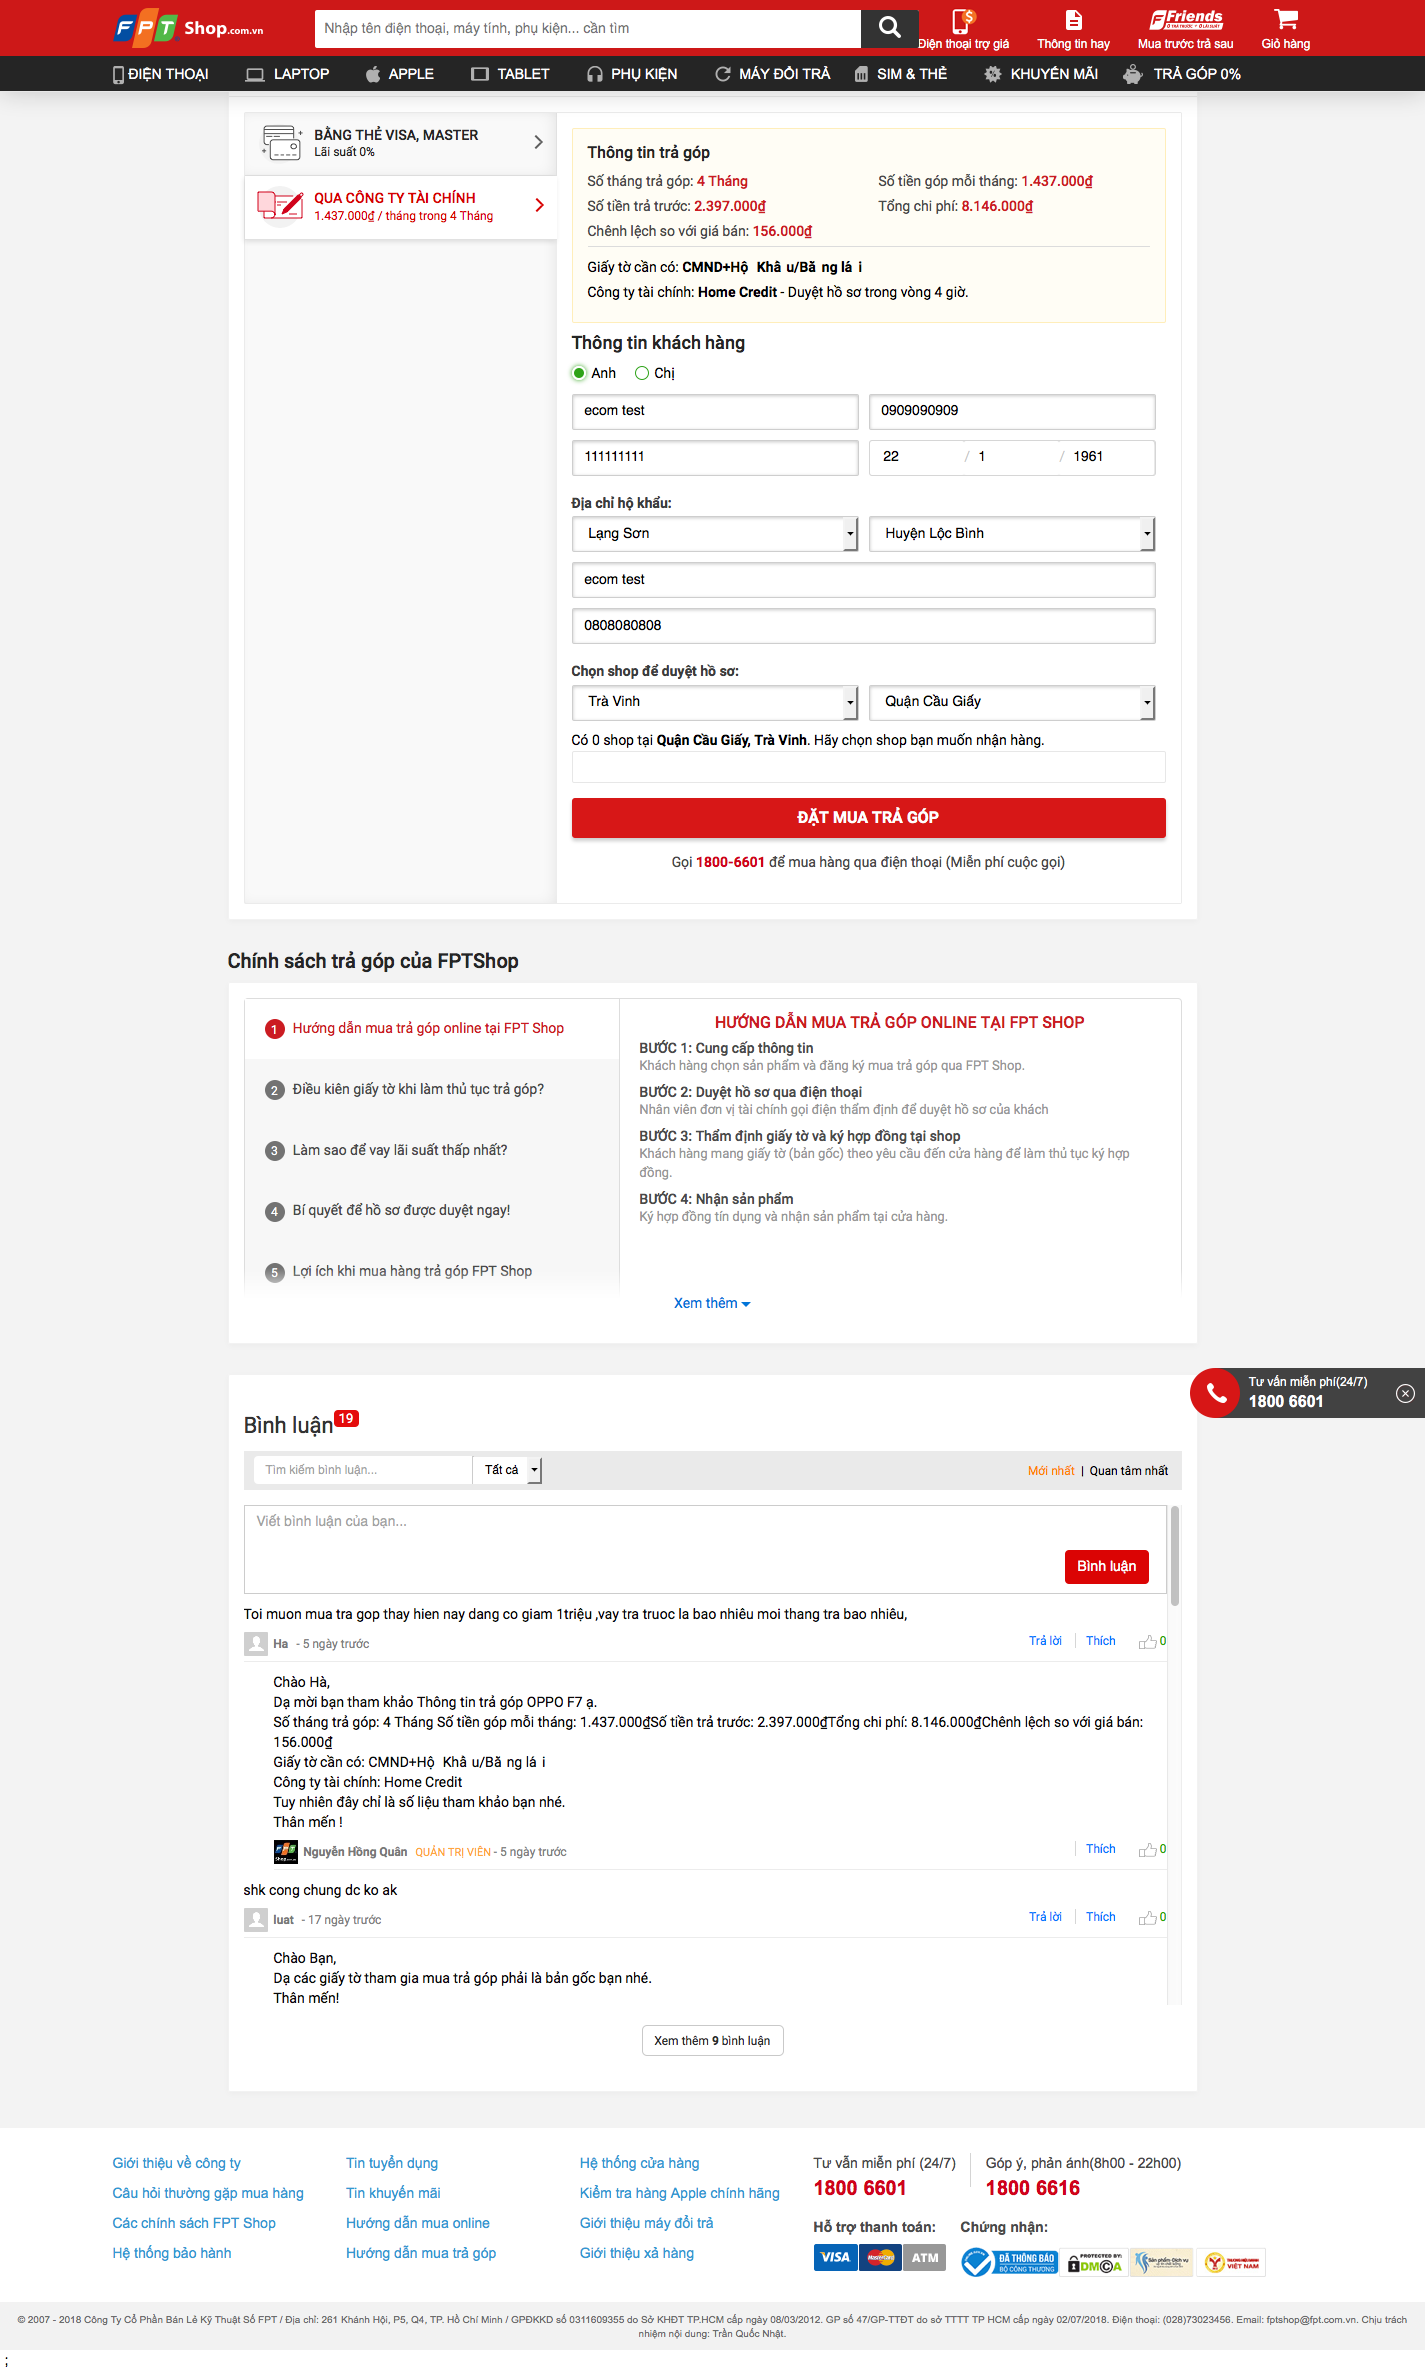 FPT Shop.com.vn
Nhập tên điện thoại, máy tính, phụ kiện... cần tìm
Điện thoại trợ giá
Thông tin hay
Friends
Mua trước trả sau
Giỏ hàng
ĐIỆN THOẠI
LAPTOP
APPLE
TABLET
PHỤ KIỆN
MÁY ĐỔI TRẢ
SIM & THẺ
KHUYẾN MÃI
TRẢ GÓP 0%
BẰNG THẺ VISA, MASTER
Lãi suất 0%
QUA CÔNG TY TÀI CHÍNH
1.437.000₫ / tháng trong 4 Tháng
Thông tin trả góp
Số tháng trả góp: 4 Tháng
Số tiền góp mỗi tháng: 1.437.000₫
Số tiền trả trước: 2.397.000₫
Tổng chi phí: 8.146.000₫
Chênh lệch so với giá bán: 156.000₫
Giấy tờ cần có: CMND+Hộ Khẩu/Bằng lái
Công ty tài chính: Home Credit - Duyệt hồ sơ trong vòng 4 giờ.
Thông tin khách hàng
Anh
Chị
ecom test
0909090909
111111111
22 / 1 / 1961
Địa chỉ hộ khẩu:
Lạng Sơn
Huyện Lộc Bình
ecom test
0808080808
Chọn shop để duyệt hồ sơ:
Trà Vinh
Quận Cầu Giấy
Có 0 shop tại Quận Cầu Giấy, Trà Vinh. Hãy chọn shop bạn muốn nhận hàng.
ĐẶT MUA TRẢ GÓP
Gọi 1800-6601 để mua hàng qua điện thoại (Miễn phí cuộc gọi)
Chính sách trả góp của FPTShop
1 Hướng dẫn mua trả góp online tại FPT Shop
2 Điều kiên giấy tờ khi làm thủ tục trả góp?
3 Làm sao để vay lãi suất thấp nhất?
4 Bí quyết để hồ sơ được duyệt ngay!
5 Lợi ích khi mua hàng trả góp FPT Shop
HƯỚNG DẪN MUA TRẢ GÓP ONLINE TẠI FPT SHOP
BƯỚC 1: Cung cấp thông tin
Khách hàng chọn sản phẩm và đăng ký mua trả góp qua FPT Shop.
BƯỚC 2: Duyệt hồ sơ qua điện thoại
Nhân viên đơn vị tài chính gọi điện thẩm định để duyệt hồ sơ của khách
BƯỚC 3: Thẩm định giấy tờ và ký hợp đồng tại shop
Khách hàng mang giấy tờ (bản gốc) theo yêu cầu đến cửa hàng để làm thủ tục ký hợp
đồng.
BƯỚC 4: Nhận sản phẩm
Ký hợp đồng tín dụng và nhận sản phẩm tại cửa hàng.
Xem thêm
Tư vấn miễn phí(24/7)
1800 6601
Bình luận 19
Tìm kiếm bình luận...
Tất cả
Mới nhất | Quan tâm nhất
Viết bình luận của bạn...
Bình luận
Toi muon mua tra gop thay hien nay dang co giam 1triệu ,vay tra truoc la bao nhiêu moi thang tra bao nhiêu,
Ha - 5 ngày trước
Trả lời
Thích
0
Chào Hà,
Dạ mời bạn tham khảo Thông tin trả góp OPPO F7 ạ.
Số tháng trả góp: 4 Tháng Số tiền góp mỗi tháng: 1.437.000₫Số tiền trả trước: 2.397.000₫Tổng chi phí: 8.146.000₫Chênh lệch so với giá bán:
156.000₫
Giấy tờ cần có: CMND+Hộ Khẩu/Bằng lái
Công ty tài chính: Home Credit
Tuy nhiên đây chỉ là số liệu tham khảo bạn nhé.
Thân mến !
Nguyễn Hồng Quân QUẢN TRỊ VIÊN - 5 ngày trước
Thích
0
shk cong chung dc ko ak
luat - 17 ngày trước
Trả lời
Thích
0
Chào Bạn,
Dạ các giấy tờ tham gia mua trả góp phải là bản gốc bạn nhé.
Thân mến!
Xem thêm 9 bình luận
Giới thiệu về công ty
Câu hỏi thường gặp mua hàng
Các chính sách FPT Shop
Hệ thống bảo hành
Tin tuyển dụng
Tin khuyến mãi
Hướng dẫn mua online
Hướng dẫn mua trả góp
Hệ thống cửa hàng
Kiểm tra hàng Apple chính hãng
Giới thiệu máy đổi trả
Giới thiệu xả hàng
Tư vấn miễn phí (24/7)
1800 6601
Góp ý, phản ánh(8h00 - 22h00)
1800 6616
Hỗ trợ thanh toán:
VISA
MasterCard
ATM
Chứng nhận:
ĐÃ THÔNG BÁO
BỘ CÔNG THƯƠNG
PROTECTED BY:
DMCA
VIỆT NAM
© 2007 - 2018 Công Ty Cổ Phần Bán Lẻ Kỹ Thuật Số FPT / Địa chỉ: 261 Khánh Hội, P5, Q4, TP. Hồ Chí Minh / GPĐKKD số 0311609355 do Sở KHĐT TP.HCM cấp ngày 08/03/2012. GP số 47/GP-TTĐT do sở TTTT TP HCM cấp ngày 02/07/2018. Điện thoại: (028)73023456. Email: fptshop@fpt.com.vn. Chịu trách
nhiệm nội dung: Trần Quốc Nhật.
;